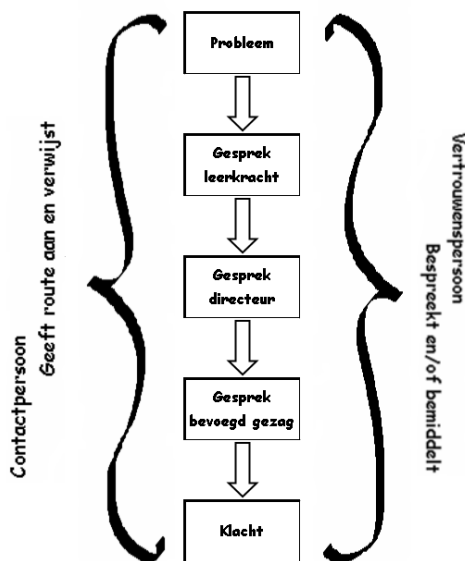 Probleem
Gesprek
leerkracht
Gesprek
directeur
Gesprek
bevoegd gezag
Klacht
Contactpersoon
Geeft route aan en verwijst
Vertrouwenspersoon
Bespreekt en/of bemiddelt